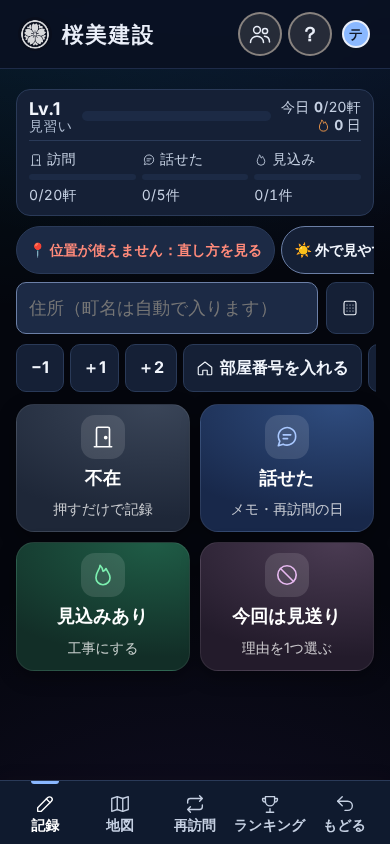 桜美建設
?
テ
Lv.1
見習い
今日 0/20軒
0 日
訪問
話せた
見込み
0/20軒
0/5件
0/1件
位置が使えません：直し方を見る
外で見や
住所（町名は自動で入ります）
−1
＋1
＋2
部屋番号を入れる
不在
押すだけで記録
話せた
メモ・再訪問の日
見込みあり
工事にする
今回は見送り
理由を1つ選ぶ
記録
地図
再訪問
ランキング
もどる